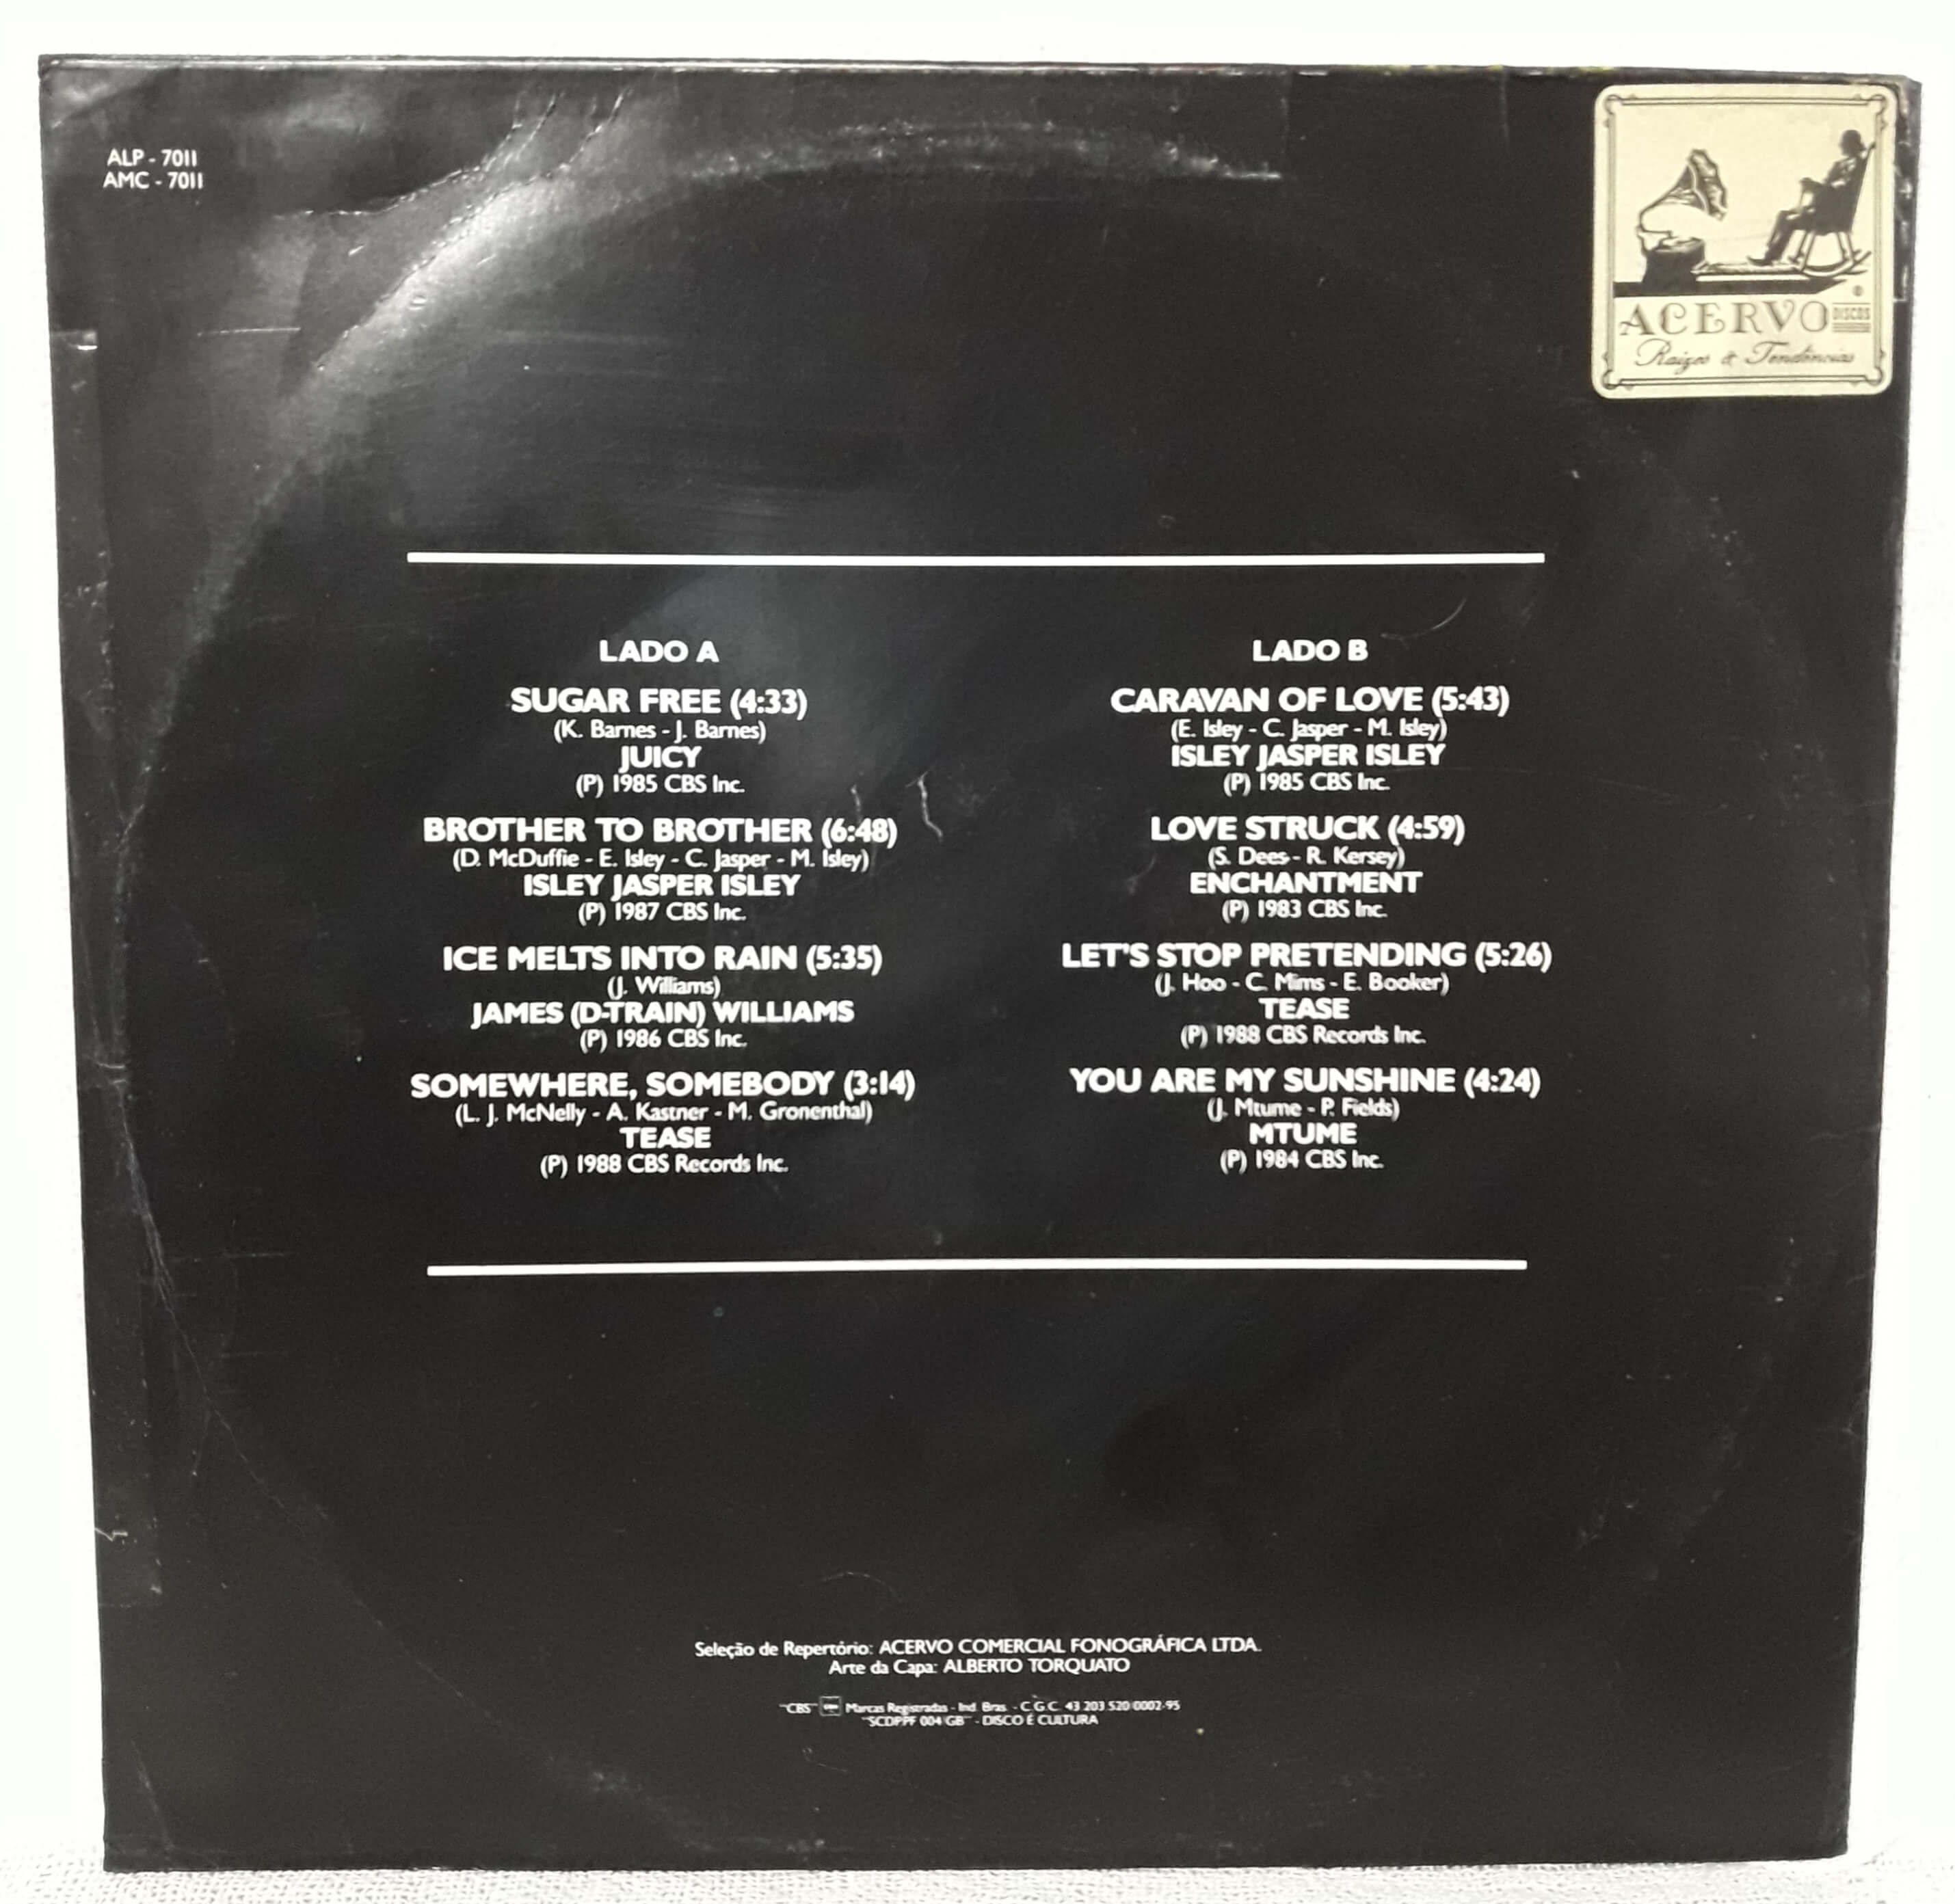 ALP - 7011
AMC - 7011
ACERVO DISCOS
Raízes & Tendências
LADO A
SUGAR FREE (4:33)
(K. Barnes - J. Barnes)
JUICY
(P) 1985 CBS Inc.
BROTHER TO BROTHER (6:48)
(D. McDuffie - E. Isley - C. Jasper - M. Isley)
ISLEY JASPER ISLEY
(P) 1987 CBS Inc.
ICE MELTS INTO RAIN (5:35)
(J. Williams)
JAMES (D-TRAIN) WILLIAMS
(P) 1986 CBS Inc.
SOMEWHERE, SOMEBODY (3:14)
(L. J. McNelly - A. Kastner - M. Gronenthal)
TEASE
(P) 1988 CBS Records Inc.
LADO B
CARAVAN OF LOVE (5:43)
(E. Isley - C. Jasper - M. Isley)
ISLEY JASPER ISLEY
(P) 1985 CBS Inc.
LOVE STRUCK (4:59)
(S. Dees - R. Kersey)
ENCHANTMENT
(P) 1983 CBS Inc.
LET'S STOP PRETENDING (5:26)
(J. Hoo - C. Mims - E. Booker)
TEASE
(P) 1988 CBS Records Inc.
YOU ARE MY SUNSHINE (4:24)
(J. Mtume - P. Fields)
MTUME
(P) 1984 CBS Inc.
Seleção de Repertório: ACERVO COMERCIAL FONOGRÁFICA LTDA.
Arte da Capa: ALBERTO TORQUATO
"CBS" Marcas Registradas - Ind. Bras. - C.G.C. 43 203 520/0002-95
"SCDPPF 004/GB" - DISCO É CULTURA